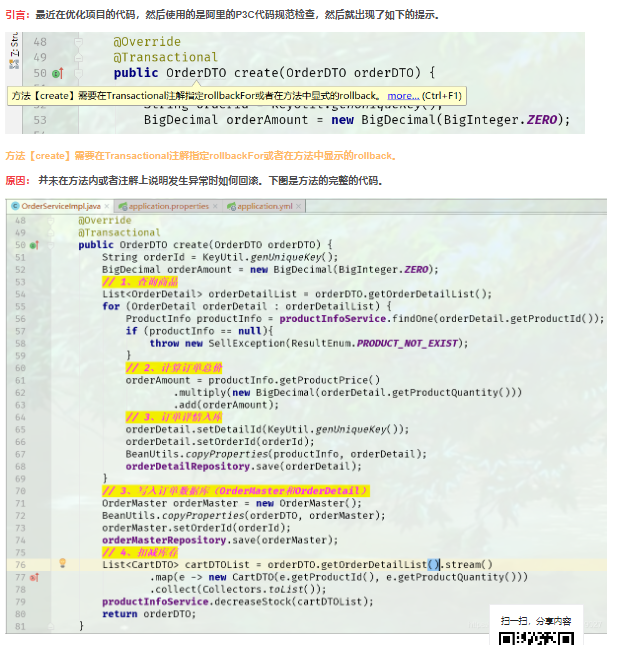 引言：最近在优化项目的代码，然后使用的是阿里的P3C代码规范检查，然后就出现了如下的提示。
48 @Override
49 @Transactional
50 public OrderDTO create(OrderDTO orderDTO) {
方法【create】需要在Transactional注解指定rollbackFor或者在方法中显式的rollback。 more... (Ctrl+F1)
53 BigDecimal orderAmount = new BigDecimal(BigInteger.ZERO);
方法【create】需要在Transactional注解指定rollbackFor或者在方法中显示的rollback。
原因： 并未在方法内或者注解上说明发生异常时如何回滚。下图是方法的完整的代码。
OrderServiceImpl.java × application.properties × application.yml ×
48 @Override
49 @Transactional
50 public OrderDTO create(OrderDTO orderDTO) {
51 String orderId = KeyUtil.genUniqueKey();
52 BigDecimal orderAmount = new BigDecimal(BigInteger.ZERO);
53 // 1、查询商品
54 List<OrderDetail> orderDetailList = orderDTO.getOrderDetailList();
55 for (OrderDetail orderDetail : orderDetailList) {
56 ProductInfo productInfo = productInfoService.findOne(orderDetail.getProductId());
57 if (productInfo == null){
58 throw new SellException(ResultEnum.PRODUCT_NOT_EXIST);
59 }
60 // 2、计算订单总价
61 orderAmount = productInfo.getProductPrice()
62 .multiply(new BigDecimal(orderDetail.getProductQuantity()))
63 .add(orderAmount);
64 // 3、订单详情入库
65 orderDetail.setDetailId(KeyUtil.genUniqueKey());
66 orderDetail.setOrderId(orderId);
67 BeanUtils.copyProperties(productInfo, orderDetail);
68 orderDetailRepository.save(orderDetail);
69 }
70 // 3、写入订单数据库（OrderMaster和OrderDetail）
71 OrderMaster orderMaster = new OrderMaster();
72 BeanUtils.copyProperties(orderDTO, orderMaster);
73 orderMaster.setOrderId(orderId);
74 orderMasterRepository.save(orderMaster);
75 // 4、扣减库存
76 List<CartDTO> cartDTOList = orderDTO.getOrderDetailList().stream()
77 .map(e -> new CartDTO(e.getProductId(), e.getProductQuantity()))
78 .collect(Collectors.toList());
79 productInfoService.decreaseStock(cartDTOList);
80 return orderDTO;
81 }
扫一扫，分享内容